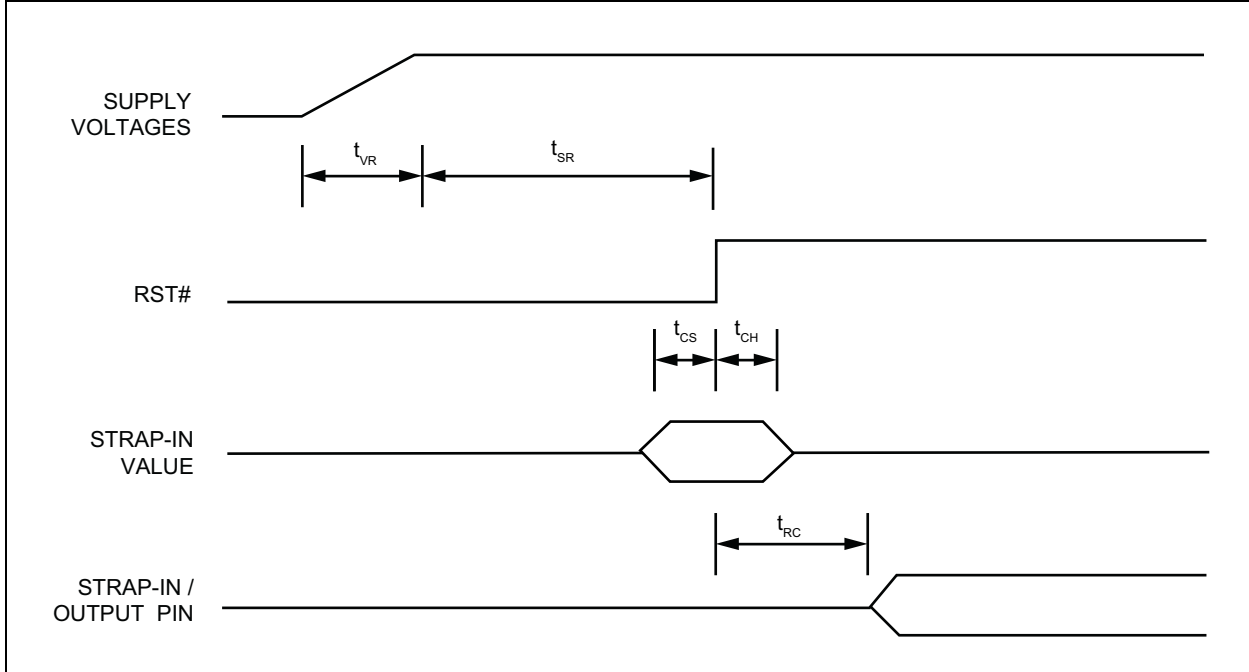 SUPPLY
VOLTAGES
tVR
tSR
RST#
tCS
tCH
STRAP-IN
VALUE
tRC
STRAP-IN /
OUTPUT PIN